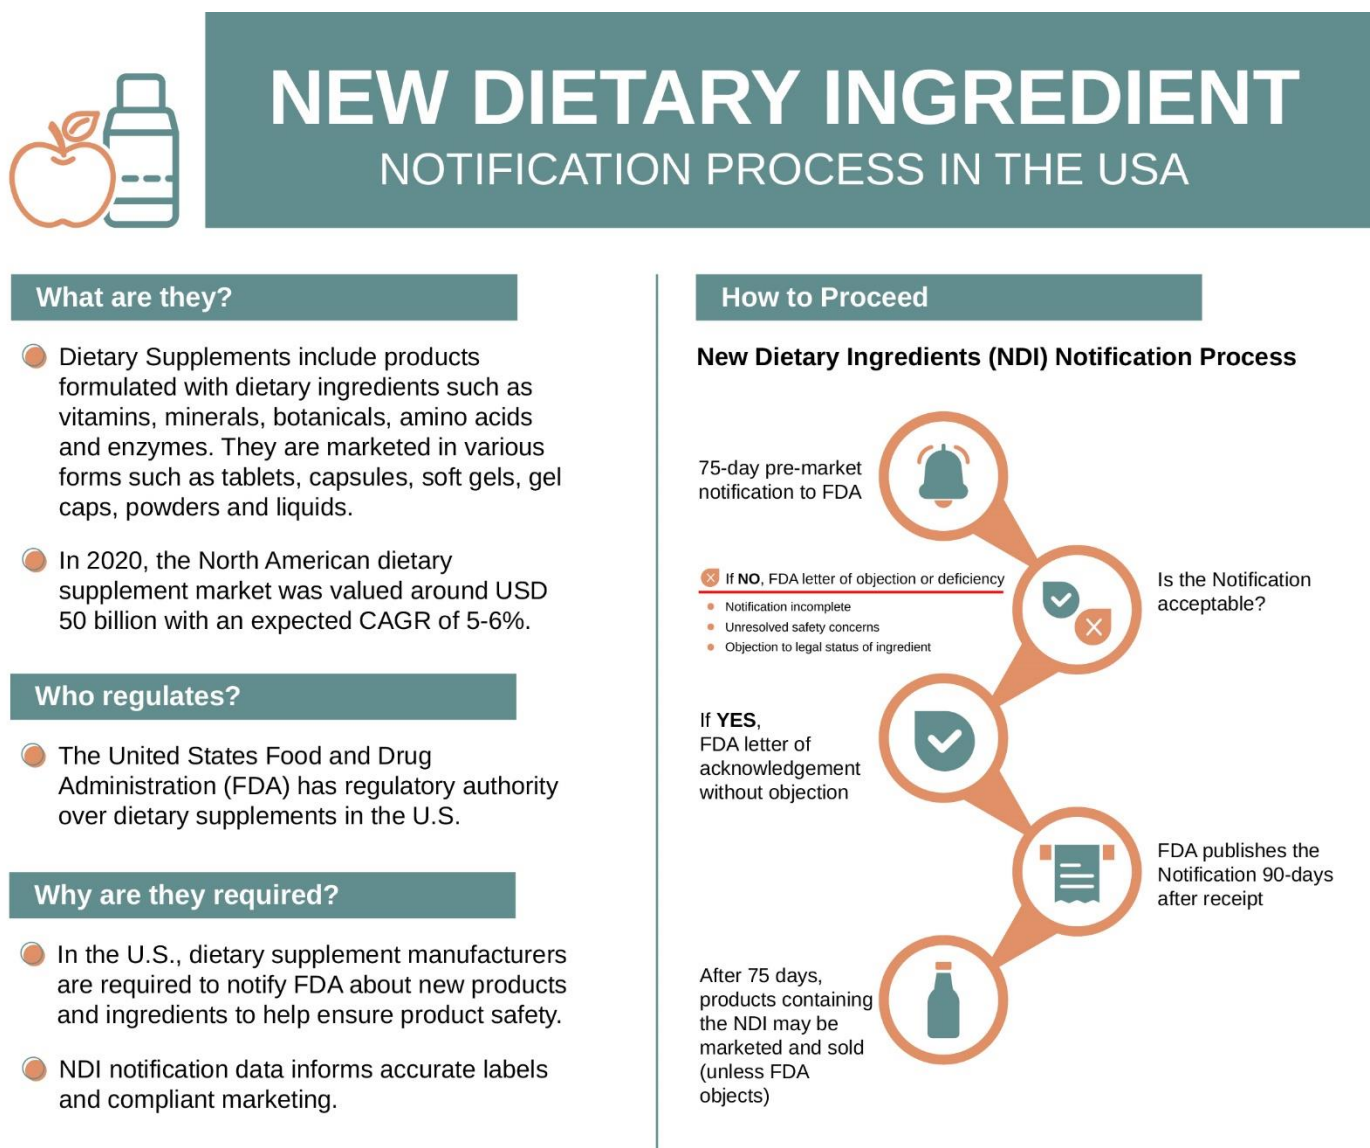 NEW DIETARY INGREDIENT
NOTIFICATION PROCESS IN THE USA
What are they?
Dietary Supplements include products
formulated with dietary ingredients such as
vitamins, minerals, botanicals, amino acids
and enzymes. They are marketed in various
forms such as tablets, capsules, soft gels, gel
caps, powders and liquids.
In 2020, the North American dietary
supplement market was valued around USD
50 billion with an expected CAGR of 5-6%.
Who regulates?
The United States Food and Drug
Administration (FDA) has regulatory authority
over dietary supplements in the U.S.
Why are they required?
In the U.S., dietary supplement manufacturers
are required to notify FDA about new products
and ingredients to help ensure product safety.
NDI notification data informs accurate labels
and compliant marketing.
How to Proceed
New Dietary Ingredients (NDI) Notification Process
75-day pre-market
notification to FDA
Is the Notification
acceptable?
If NO, FDA letter of objection or deficiency
Notification incomplete
Unresolved safety concerns
Objection to legal status of ingredient
If YES,
FDA letter of
acknowledgement
without objection
FDA publishes the
Notification 90-days
after receipt
After 75 days,
products containing
the NDI may be
marketed and sold
(unless FDA
objects)